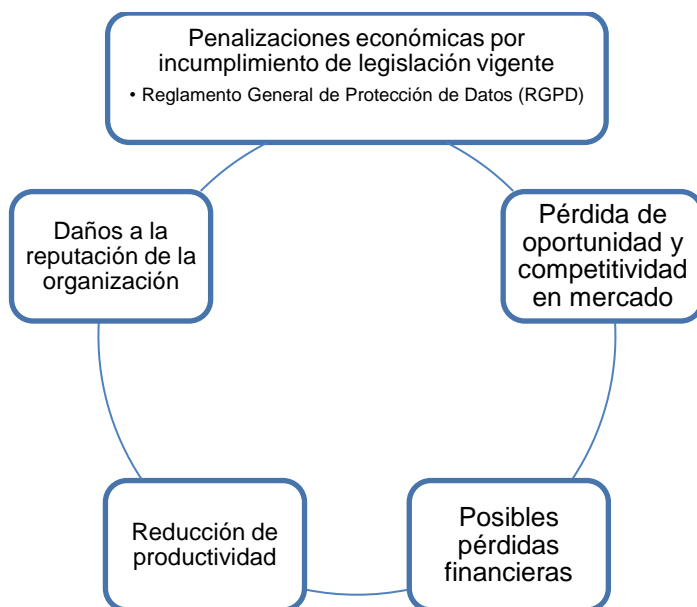 Penalizaciones económicas por
incumplimiento de legislación vigente
• Reglamento General de Protección de Datos (RGPD)
Pérdida de
oportunidad y
competitividad
en mercado
Posibles
pérdidas
financieras
Reducción de
productividad
Daños a la
reputación de la
organización